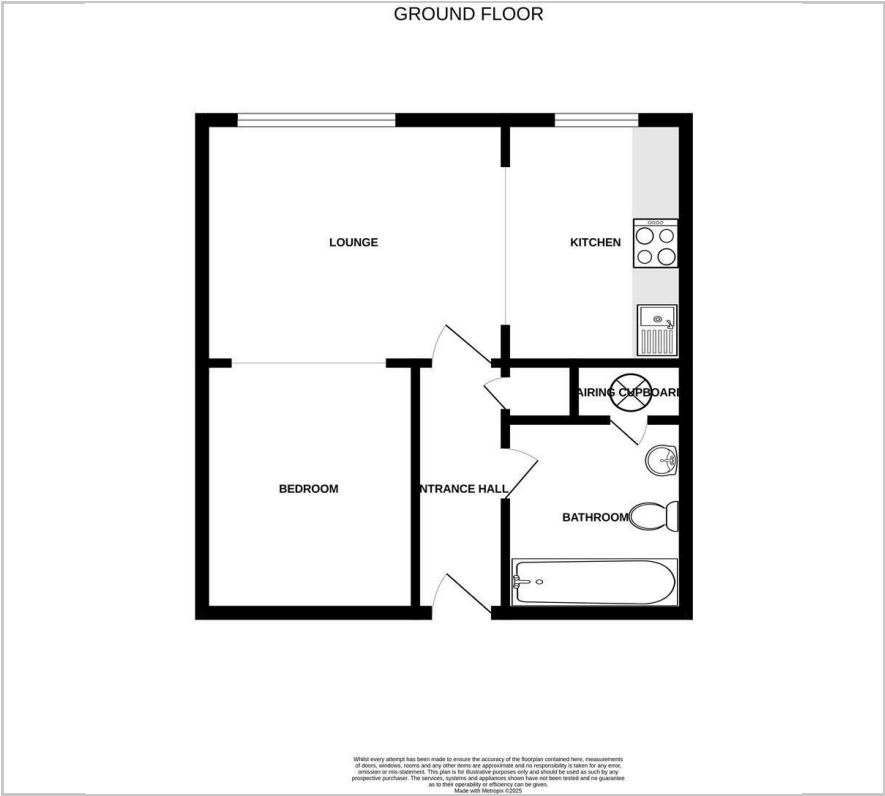 GROUND FLOOR
LOUNGE
KITCHEN
AIRING CUPBOARD
BEDROOM
ENTRANCE HALL
BATHROOM
Whilst every attempt has been made to ensure the accuracy of the floorplan contained here, measurements
of doors, windows, rooms and any other items are approximate and no responsibility is taken for any error,
omission or mis-statement. This plan is for illustrative purposes only and should be used as such by any
prospective purchaser. The services, systems and appliances shown have not been tested and no guarantee
as to their operability or efficiency can be given.
Made with Metropix ©2025